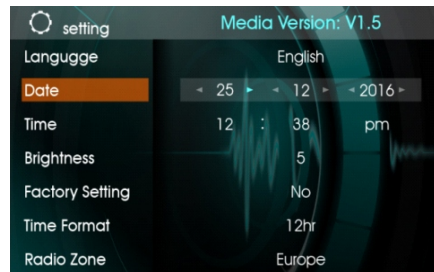 setting Media Version: V1.5
Langugge English
Date 25 12 2016
Time 12 : 38 pm
Brightness 5
Factory Setting No
Time Format 12hr
Radio Zone Europe